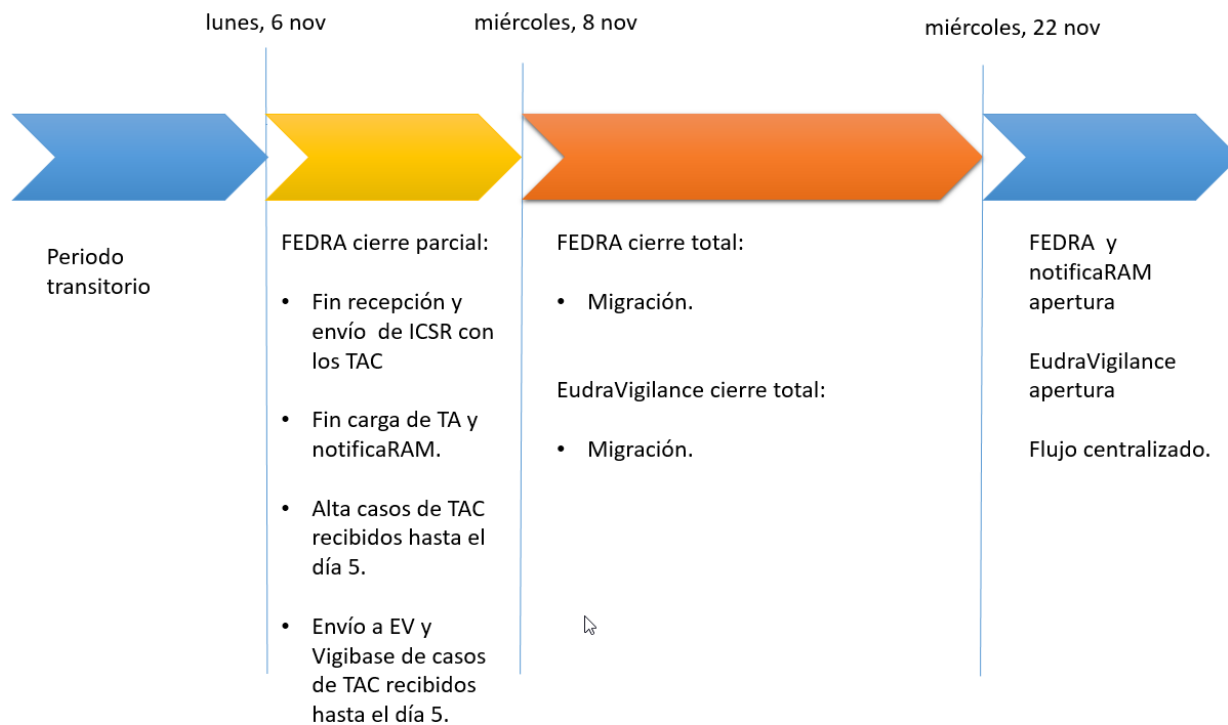 lunes, 6 nov
miércoles, 8 nov
miércoles, 22 nov
Periodo
transitorio
FEDRA cierre parcial:
• Fin recepción y
envío de ICSR con
los TAC
• Fin carga de TA y
notificaRAM.
• Alta casos de TAC
recibidos hasta el
día 5.
• Envío a EV y
Vigibase de casos
de TAC recibidos
hasta el día 5.
FEDRA cierre total:
• Migración.
EudraVigilance cierre total:
• Migración.
FEDRA y
notificaRAM
apertura
EudraVigilance
apertura
Flujo centralizado.